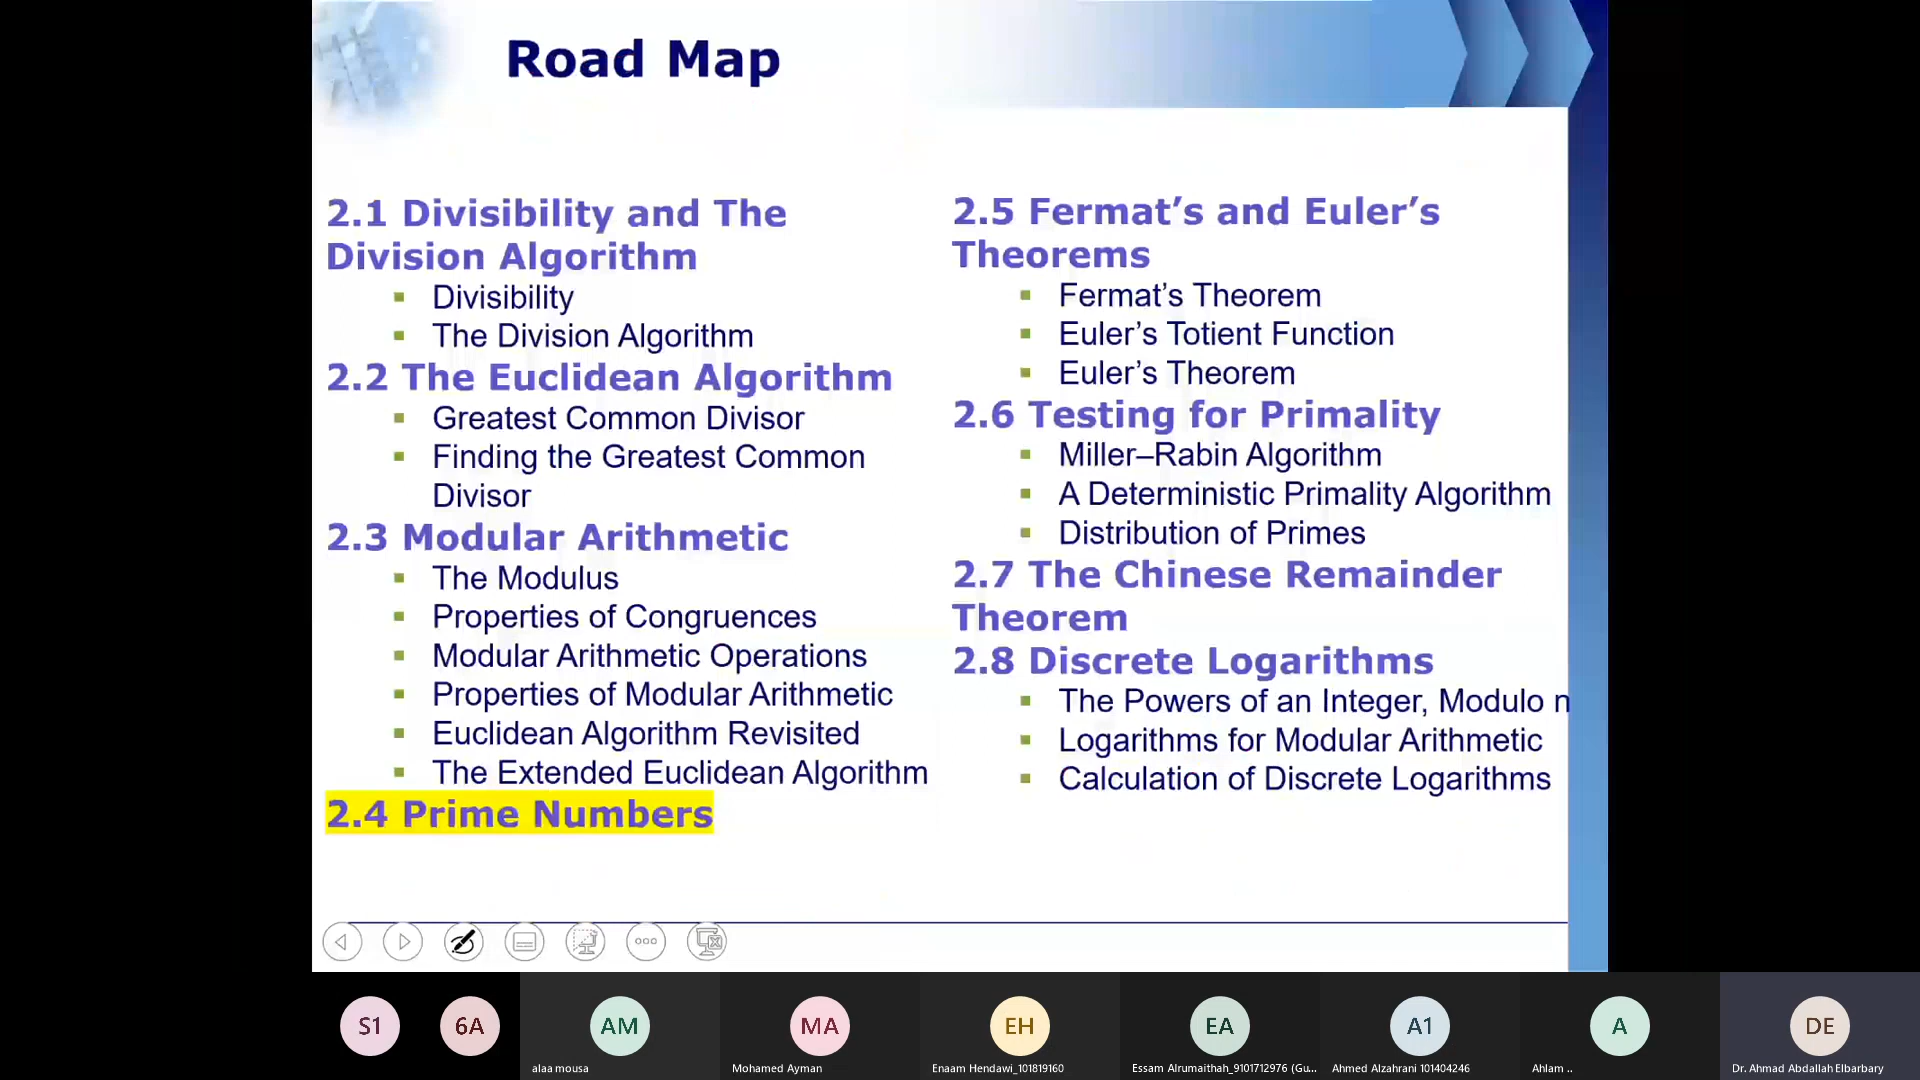 Road Map
2.1 Divisibility and The
Division Algorithm
Divisibility
The Division Algorithm
2.2 The Euclidean Algorithm
Greatest Common Divisor
Finding the Greatest Common
Divisor
2.3 Modular Arithmetic
The Modulus
Properties of Congruences
Modular Arithmetic Operations
Properties of Modular Arithmetic
Euclidean Algorithm Revisited
The Extended Euclidean Algorithm
2.4 Prime Numbers
2.5 Fermat’s and Euler’s
Theorems
Fermat’s Theorem
Euler’s Totient Function
Euler’s Theorem
2.6 Testing for Primality
Miller–Rabin Algorithm
A Deterministic Primality Algorithm
Distribution of Primes
2.7 The Chinese Remainder
Theorem
2.8 Discrete Logarithms
The Powers of an Integer, Modulo n
Logarithms for Modular Arithmetic
Calculation of Discrete Logarithms
S1
6A
AM
MA
EH
EA
A1
A
DE
alaa mousa
Mohamed Ayman
Enaam Hendawi_101819160
Essam Alrumaithah_9101712976 (Gu...
Ahmed Alzahrani 101404246
Ahlam ..
Dr. Ahmad Abdallah Elbarbary